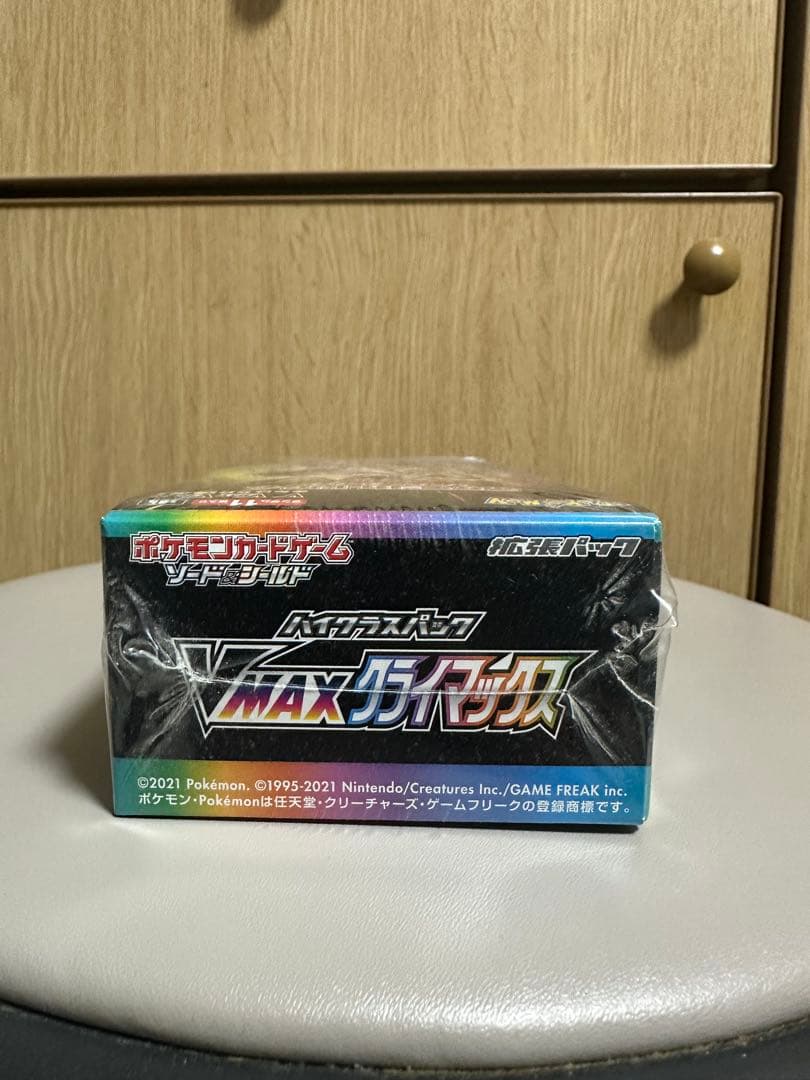 ポケモンカードゲーム
ソード&シールド
拡張パック
ハイクラスパック
VMAXクライマックス
©2021 Pokémon. ©1995-2021 Nintendo/Creatures Inc./GAME FREAK inc.
ポケモン・Pokémonは任天堂・クリーチャーズ・ゲームフリークの登録商標です。